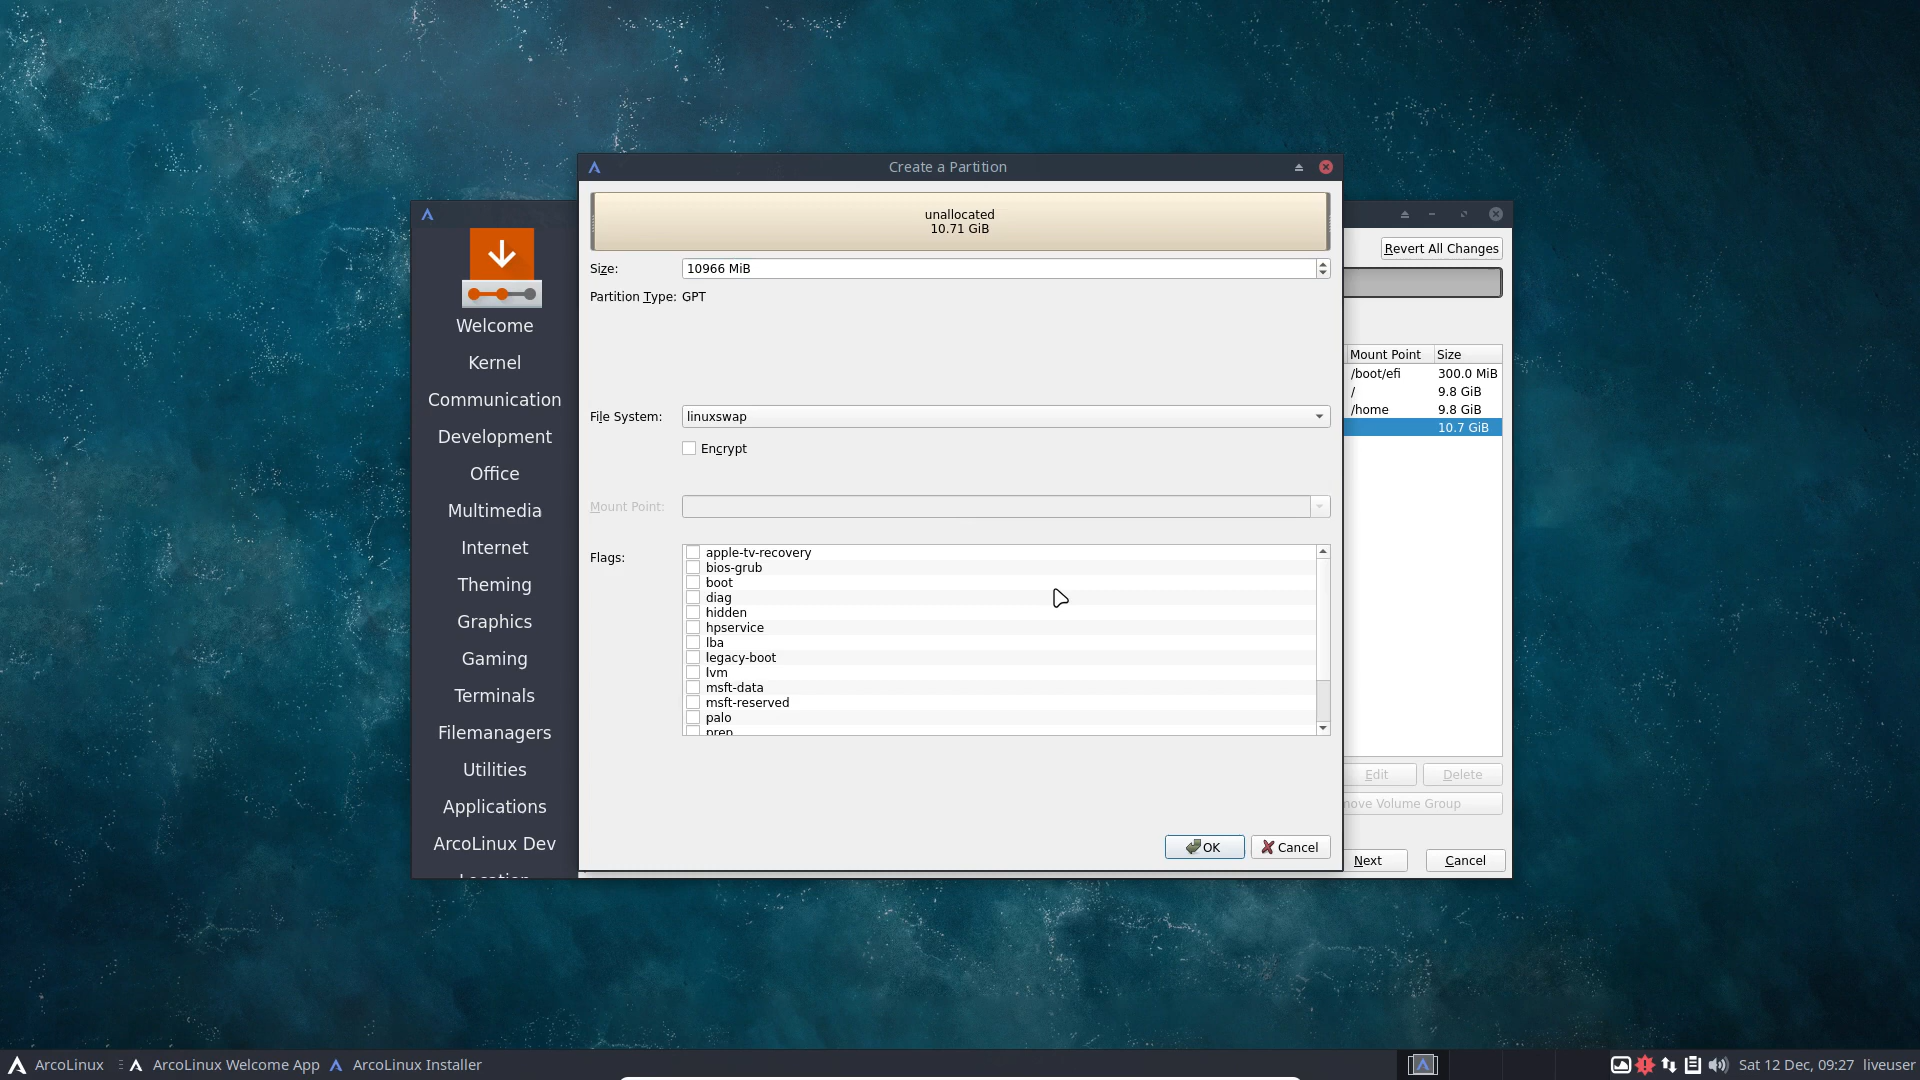 Create a Partition
unallocated
10.71 GiB
Size:
10966 MiB
Partition Type: GPT
File System:
linuxswap
Encrypt
Mount Point:
Flags:
apple-tv-recovery
bios-grub
boot
diag
hidden
hpservice
lba
legacy-boot
lvm
msft-data
msft-reserved
palo
prep
OK
Cancel
Welcome
Kernel
Communication
Development
Office
Multimedia
Internet
Theming
Graphics
Gaming
Terminals
Filemanagers
Utilities
Applications
ArcoLinux Dev
Location
Revert All Changes
Mount Point Size
/boot/efi 300.0 MiB
/ 9.8 GiB
/home 9.8 GiB
10.7 GiB
Edit
Delete
Volume Group
Next
Cancel
ArcoLinux
ArcoLinux Welcome App
ArcoLinux Installer
Sat 12 Dec, 09:27 liveuser